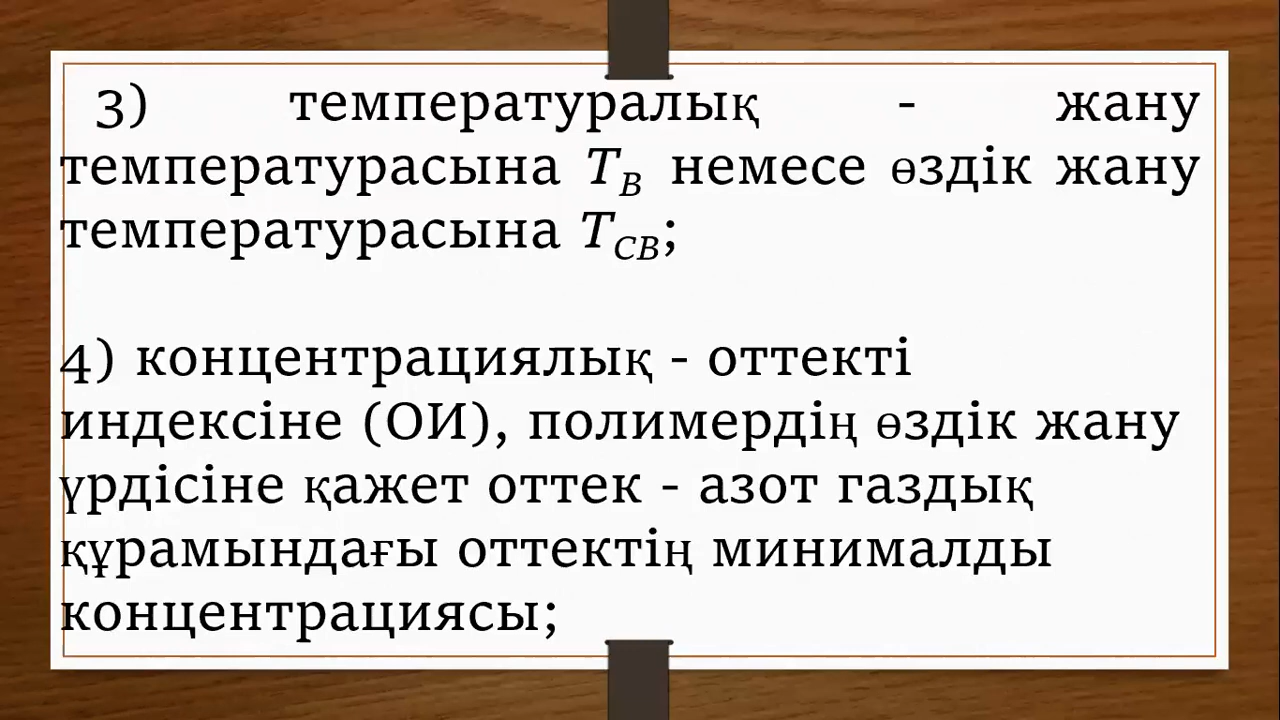 3) температуралық - жану
температурасына T_B немесе өздік жану
температурасына T_CB;
4) концентрациялық - оттекті
индексіне (ОИ), полимердің өздік жану
үрдісіне қажет оттек - азот газдық
құрамындағы оттектің минималды
концентрациясы;